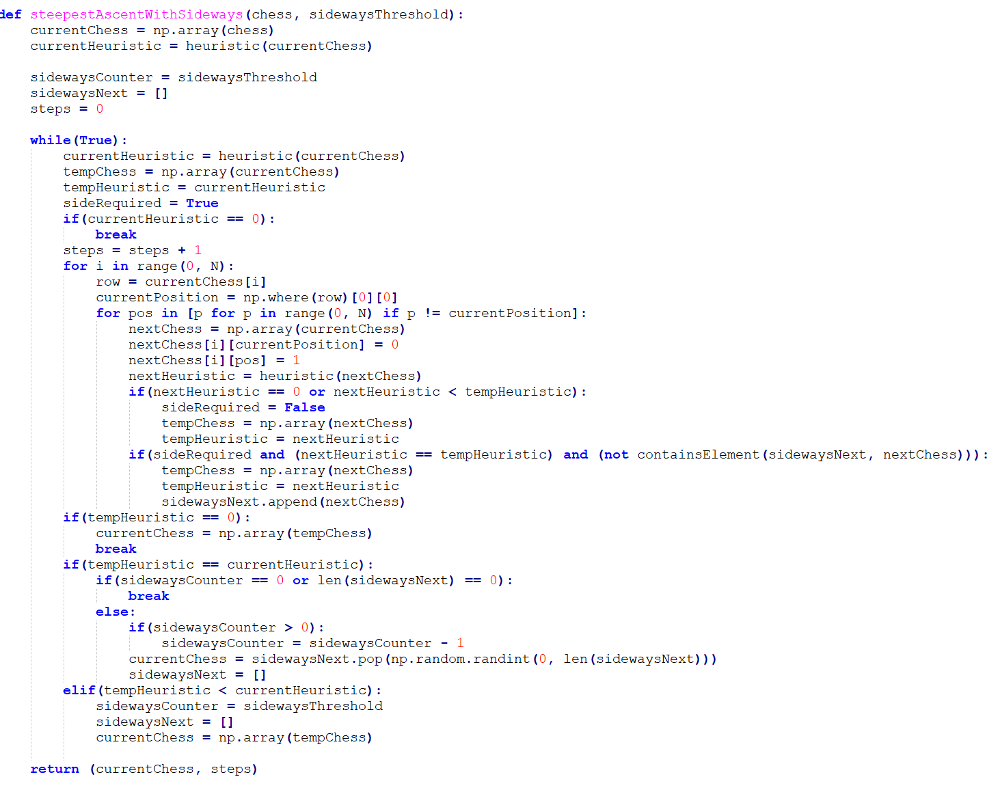 def steepestAscentWithSideways(chess, sidewaysThreshold):
    currentChess = np.array(chess)
    currentHeuristic = heuristic(currentChess)

    sidewaysCounter = sidewaysThreshold
    sidewaysNext = []
    steps = 0

    while(True):
        currentHeuristic = heuristic(currentChess)
        tempChess = np.array(currentChess)
        tempHeuristic = currentHeuristic
        sideRequired = True
        if(currentHeuristic == 0):
            break
        steps = steps + 1
        for i in range(0, N):
            row = currentChess[i]
            currentPosition = np.where(row)[0][0]
            for pos in [p for p in range(0, N) if p != currentPosition]:
                nextChess = np.array(currentChess)
                nextChess[i][currentPosition] = 0
                nextChess[i][pos] = 1
                nextHeuristic = heuristic(nextChess)
                if(nextHeuristic == 0 or nextHeuristic < tempHeuristic):
                    sideRequired = False
                    tempChess = np.array(nextChess)
                    tempHeuristic = nextHeuristic
                if(sideRequired and (nextHeuristic == tempHeuristic) and (not containsElement(sidewaysNext, nextChess))):
                    tempChess = np.array(nextChess)
                    tempHeuristic = nextHeuristic
                    sidewaysNext.append(nextChess)
        if(tempHeuristic == 0):
            currentChess = np.array(tempChess)
            break
        if(tempHeuristic == currentHeuristic):
            if(sidewaysCounter == 0 or len(sidewaysNext) == 0):
                break
            else:
                if(sidewaysCounter > 0):
                    sidewaysCounter = sidewaysCounter - 1
                currentChess = sidewaysNext.pop(np.random.randint(0, len(sidewaysNext)))
                sidewaysNext = []
        elif(tempHeuristic < currentHeuristic):
            sidewaysCounter = sidewaysThreshold
            sidewaysNext = []
            currentChess = np.array(tempChess)

    return (currentChess, steps)